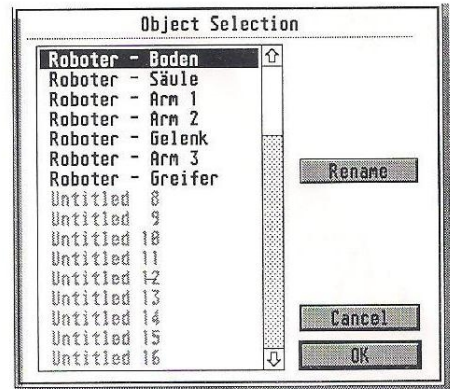 Object Selection
Roboter - Boden
Roboter - Säule
Roboter - Arm 1
Roboter - Arm 2
Roboter - Gelenk
Roboter - Arm 3
Roboter - Greifer
Untitled 8
Untitled 9
Untitled 10
Untitled 11
Untitled 12
Untitled 13
Untitled 14
Untitled 15
Untitled 16
Rename
Cancel
OK